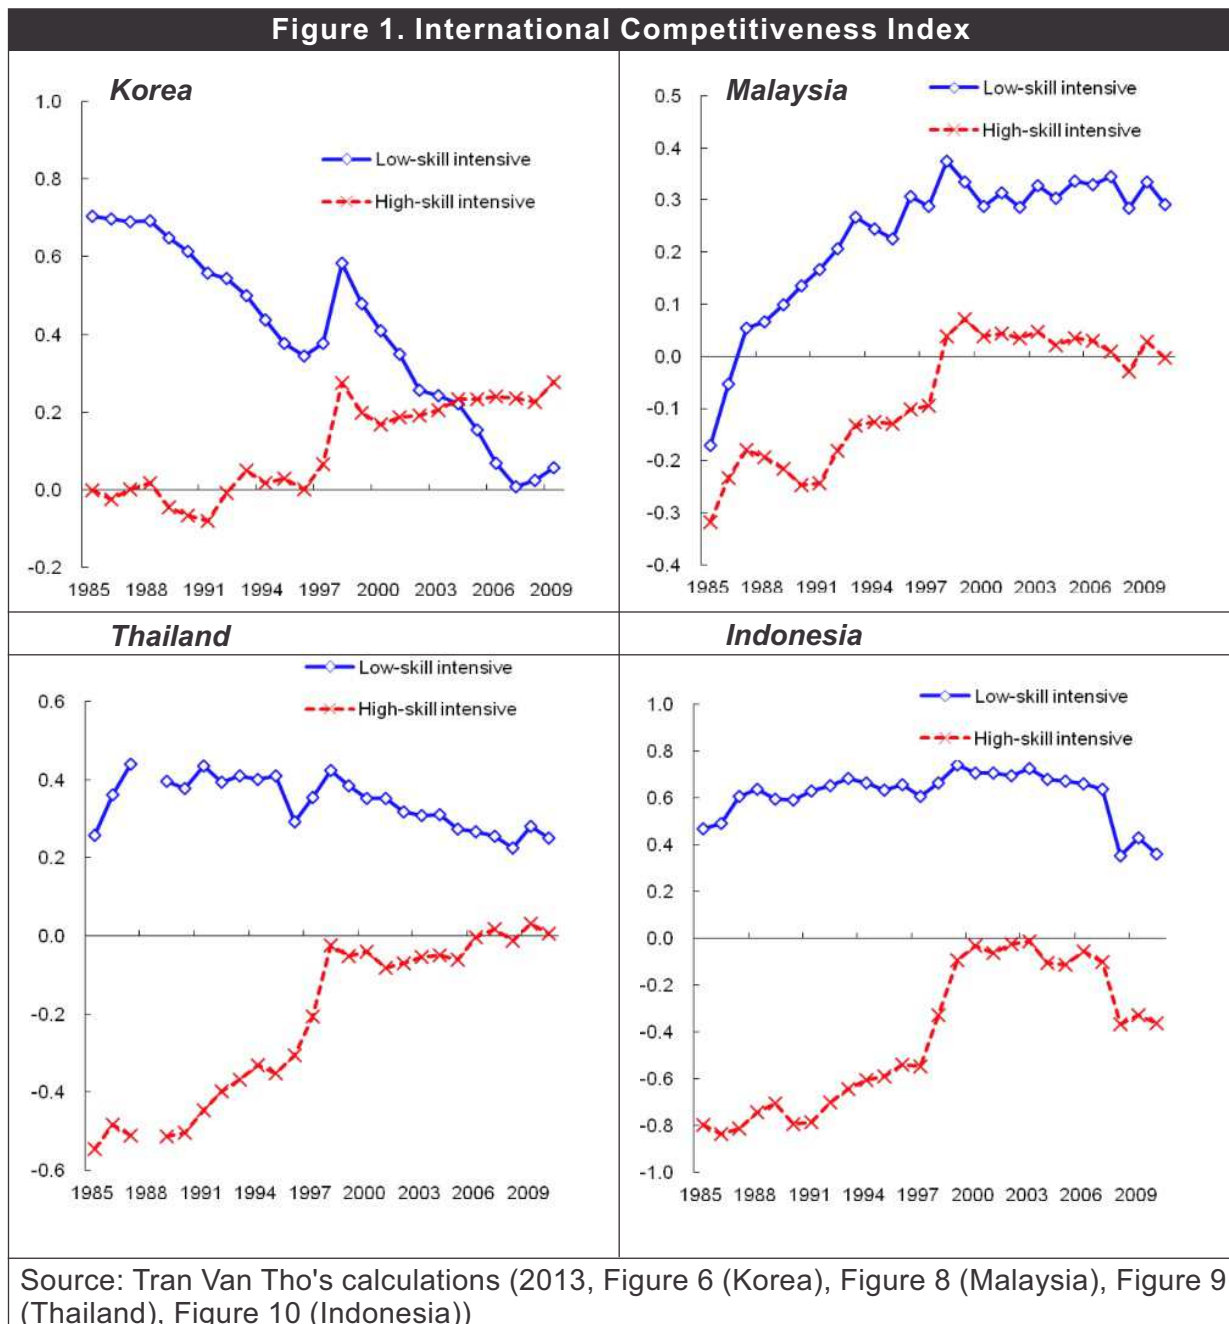 Figure 1. International Competitiveness Index
Korea
1.0
0.8
0.6
0.4
0.2
0.0
-0.2
Low-skill intensive
High-skill intensive
1985 1988 1991 1994 1997 2000 2003 2006 2009
Malaysia
0.5
0.4
0.3
0.2
0.1
0.0
-0.1
-0.2
-0.3
-0.4
Low-skill intensive
High-skill intensive
1985 1988 1991 1994 1997 2000 2003 2006 2009
Thailand
0.6
0.4
0.2
0.0
-0.2
-0.4
-0.6
Low-skill intensive
High-skill intensive
1985 1988 1991 1994 1997 2000 2003 2006 2009
Indonesia
1.0
0.8
0.6
0.4
0.2
0.0
-0.2
-0.4
-0.6
-0.8
-1.0
Low-skill intensive
High-skill intensive
1985 1988 1991 1994 1997 2000 2003 2006 2009
Source: Tran Van Tho's calculations (2013, Figure 6 (Korea), Figure 8 (Malaysia), Figure 9
(Thailand), Figure 10 (Indonesia))